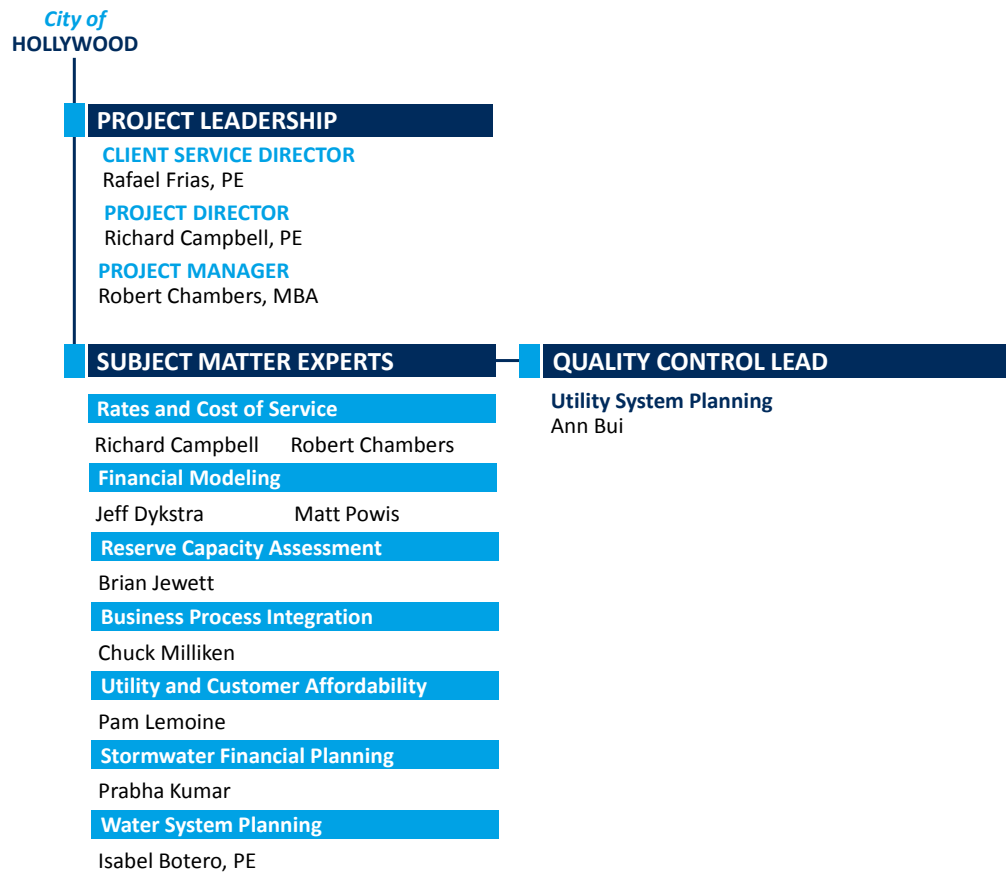 City of
HOLLYWOOD
PROJECT LEADERSHIP
CLIENT SERVICE DIRECTOR
Rafael Frias, PE
PROJECT DIRECTOR
Richard Campbell, PE
PROJECT MANAGER
Robert Chambers, MBA
SUBJECT MATTER EXPERTS
Rates and Cost of Service
Richard Campbell Robert Chambers
Financial Modeling
Jeff Dykstra Matt Powis
Reserve Capacity Assessment
Brian Jewett
Business Process Integration
Chuck Milliken
Utility and Customer Affordability
Pam Lemoine
Stormwater Financial Planning
Prabha Kumar
Water System Planning
Isabel Botero, PE
QUALITY CONTROL LEAD
Utility System Planning
Ann Bui